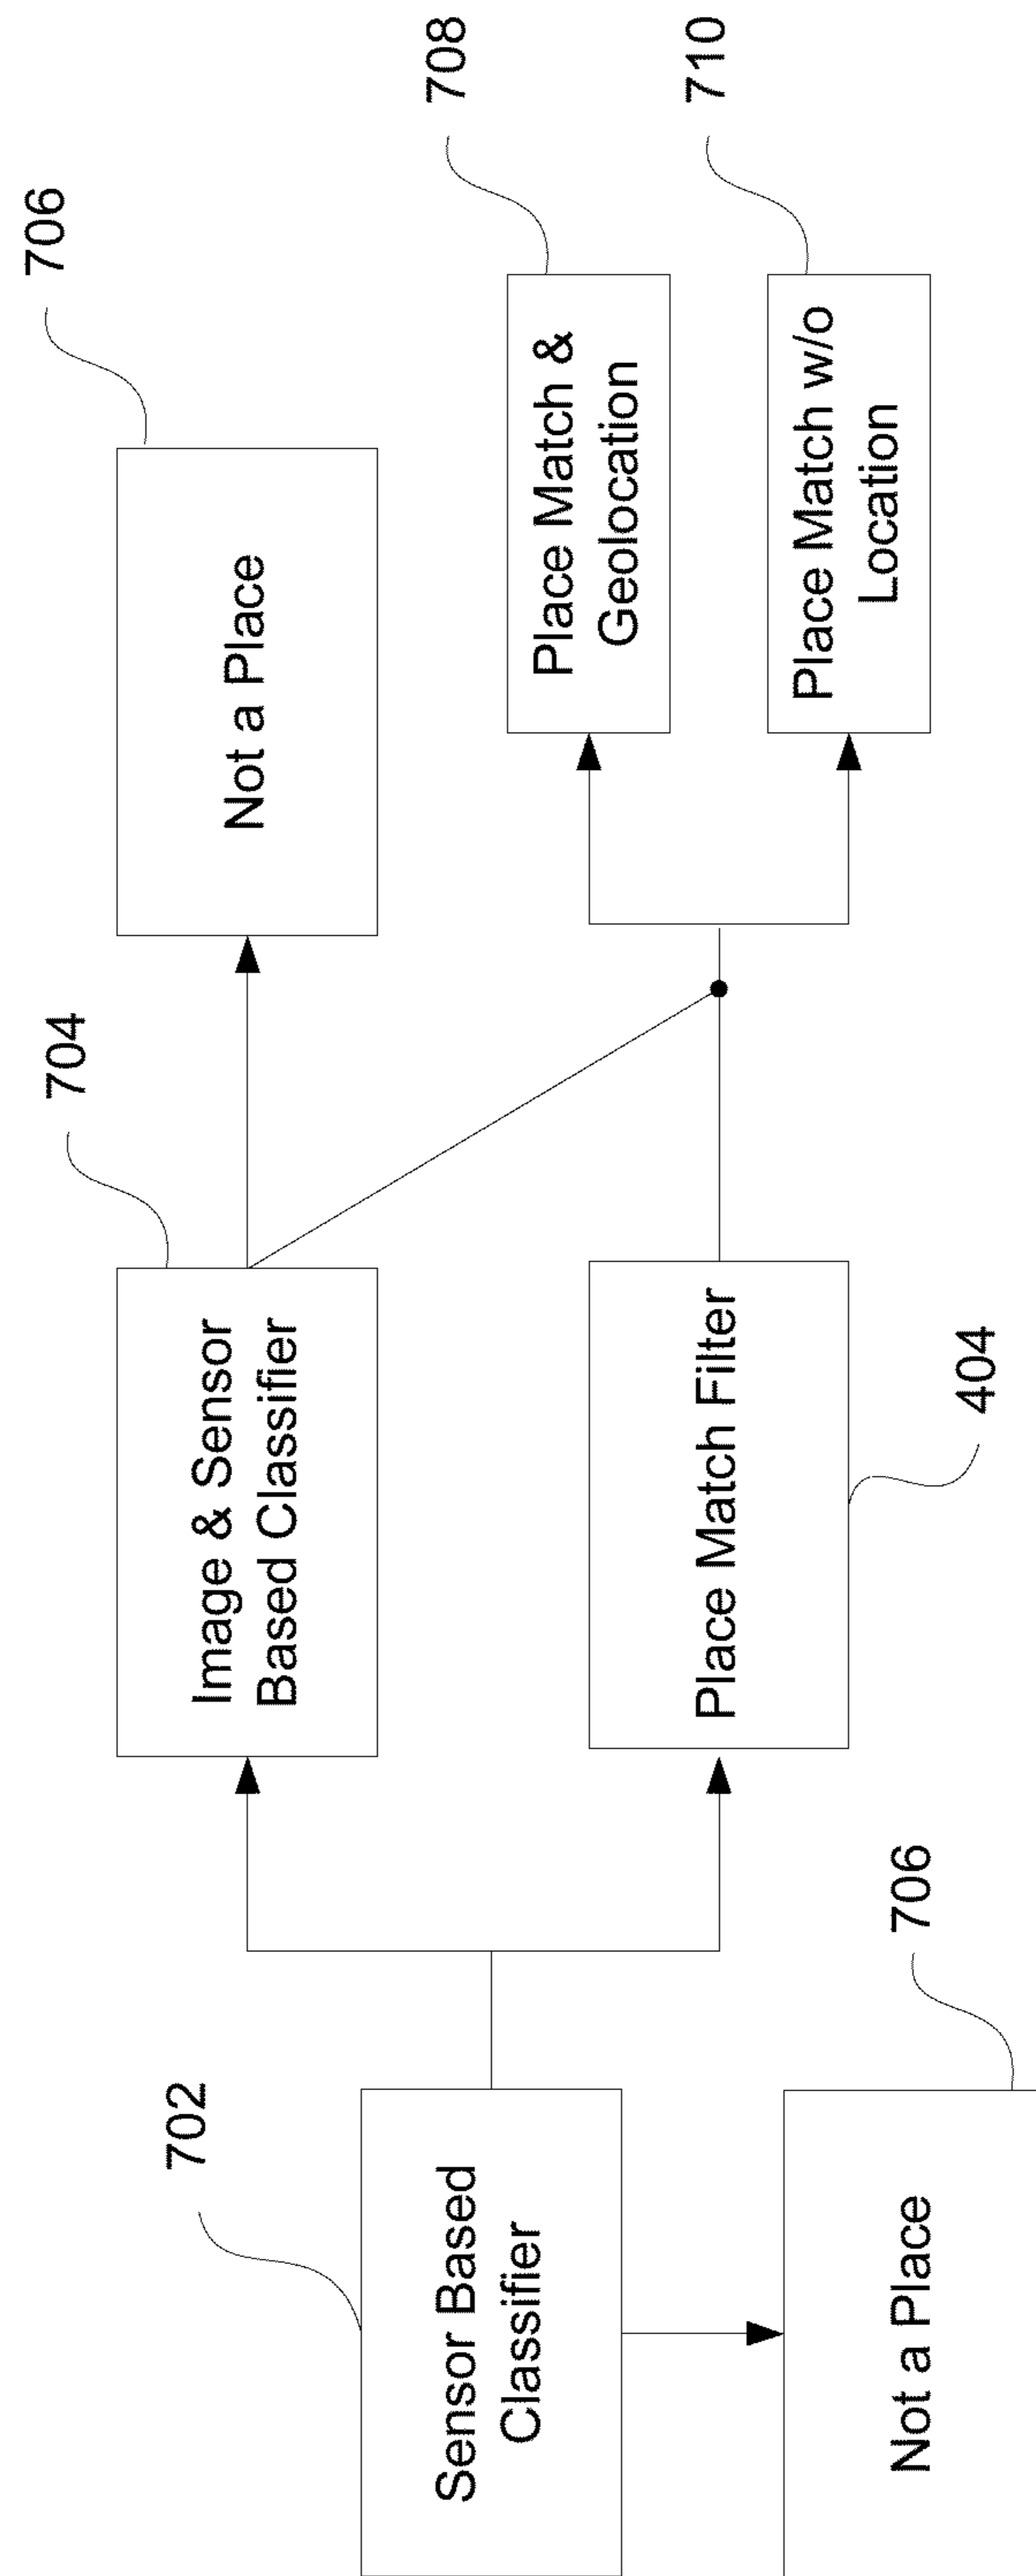 702
Sensor Based
Classifier
Not a Place
706
704
Image & Sensor
Based Classifier
Place Match Filter
404
706
Not a Place
708
Place Match &
Geolocation
710
Place Match w/o
Location